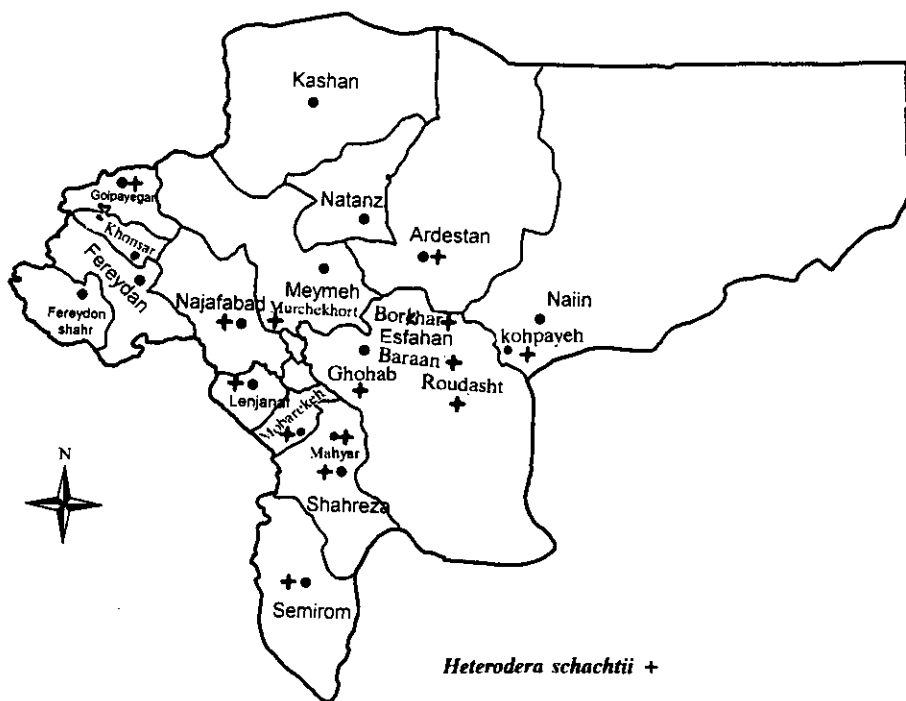 Kashan
Natanz
Ardestan
Goipayegan
Khonsar
Fereydan
Fereydon
shahr
Najafabad
Meymeh
Murchekhort
Borkhar
Esfahan
Baraan
Ghohab
Roudasht
Naiin
kohpayeh
Lenjanat
Mobarekeh
Mahyar
Shahreza
Semirom
N
Heterodera schachtii +